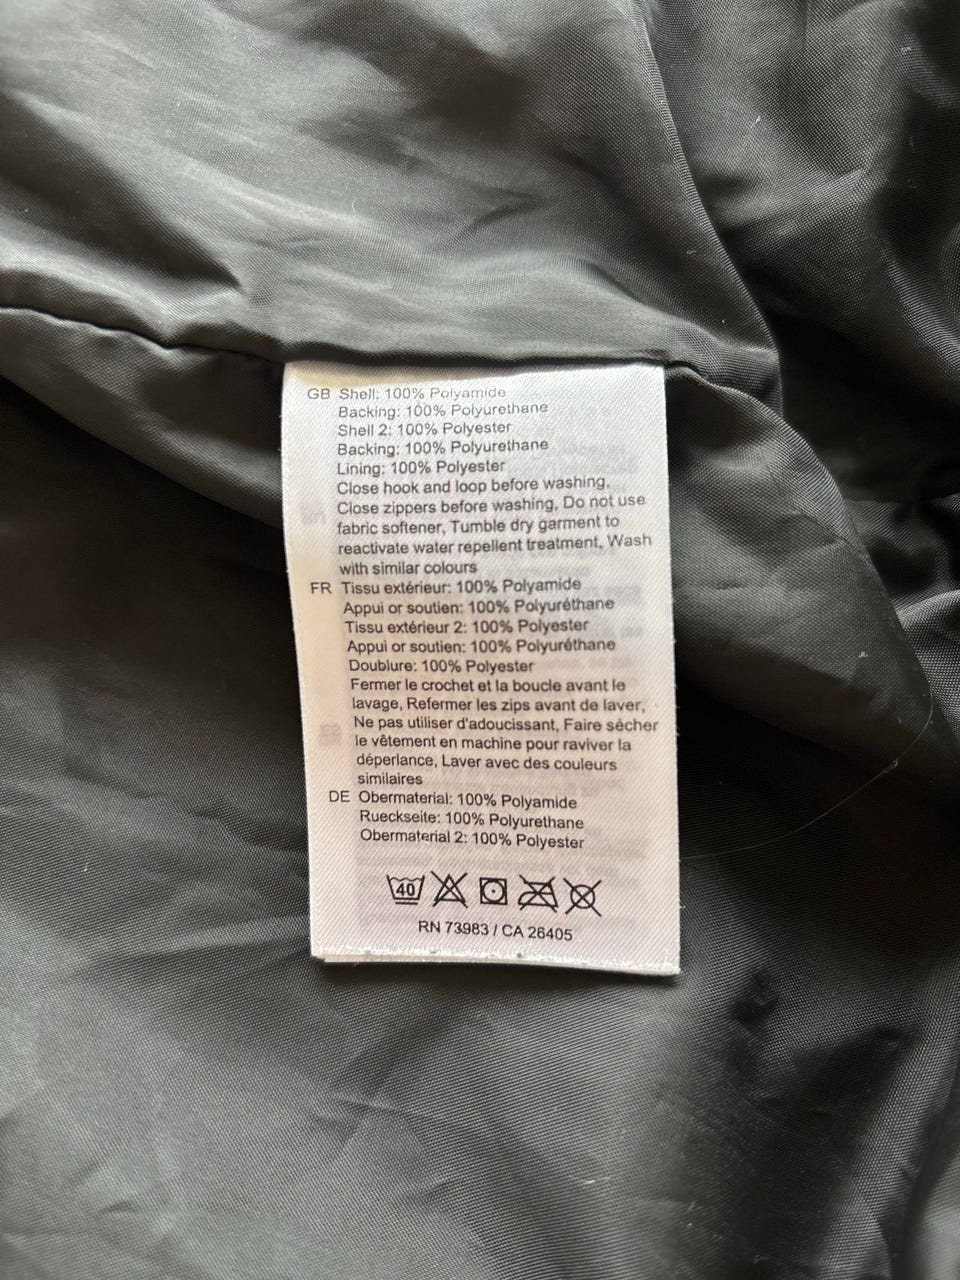 GB Shell: 100% Polyamide
Backing: 100% Polyurethane
Shell 2: 100% Polyester
Backing: 100% Polyurethane
Lining: 100% Polyester
Close hook and loop before washing,
Close zippers before washing, Do not use
fabric softener, Tumble dry garment to
reactivate water repellent treatment, Wash
with similar colours
FR Tissu extérieur: 100% Polyamide
Appui or soutien: 100% Polyuréthane
Tissu extérieur 2: 100% Polyester
Appui or soutien: 100% Polyuréthane
Doublure: 100% Polyester
Fermer le crochet et la boucle avant le
lavage, Refermer les zips avant de laver,
Ne pas utiliser d'adoucissant, Faire sécher
le vêtement en machine pour raviver la
déperlance, Laver avec des couleurs
similaires
DE Obermaterial: 100% Polyamide
Rueckseite: 100% Polyurethane
Obermaterial 2: 100% Polyester
40
RN 73983 / CA 26405